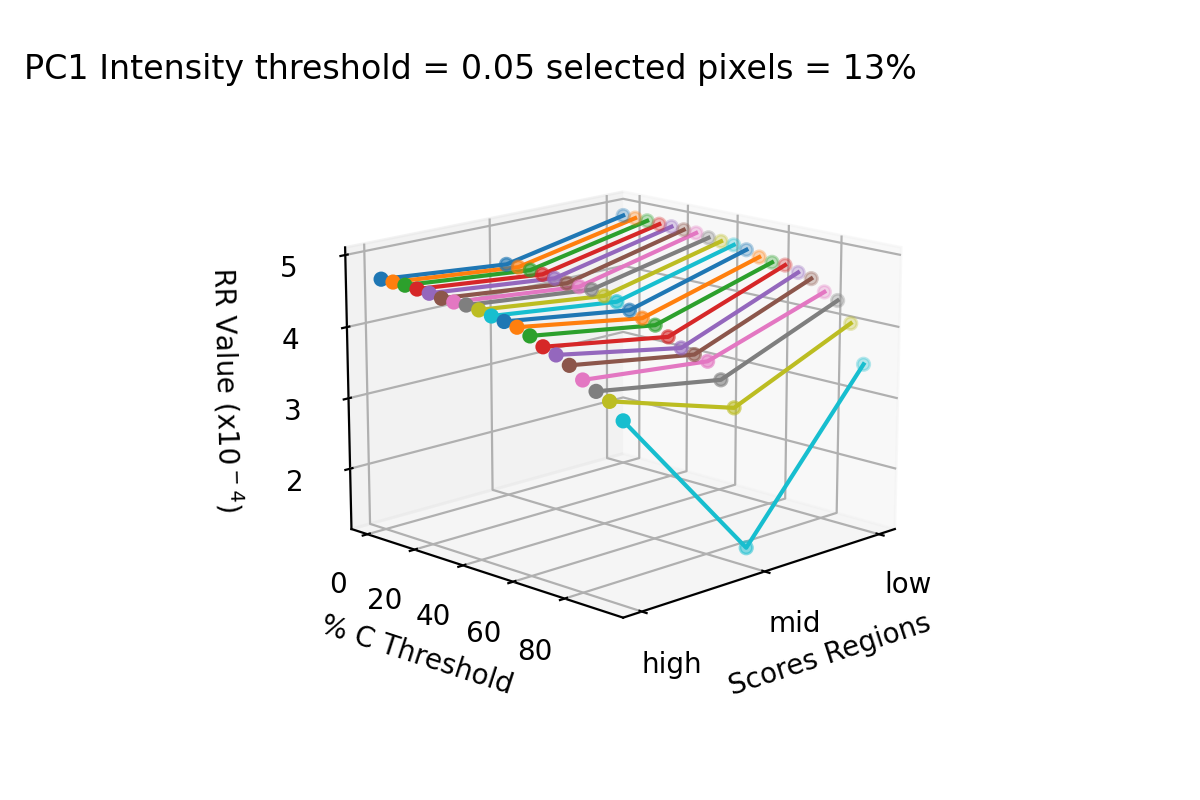 PC1 Intensity threshold = 0.05 selected pixels = 13%
5
4
3
2
RR Value (x10⁻⁴)
0
20
40
60
80
% C Threshold
low
mid
high
Scores Regions